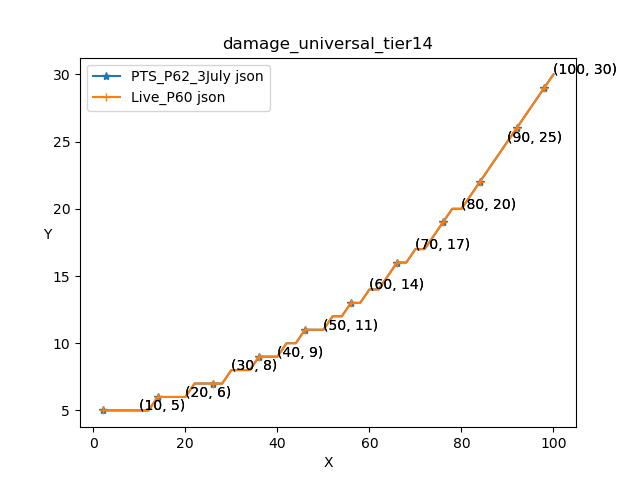 damage_universal_tier14
PTS_P62_3July json
Live_P60 json
(100, 30)
(90, 25)
(80, 20)
(70, 17)
(60, 14)
(50, 11)
(40, 9)
(30, 8)
(20, 6)
(10, 5)
30
25
20
15
10
5
Y
0 20 40 60 80 100
X